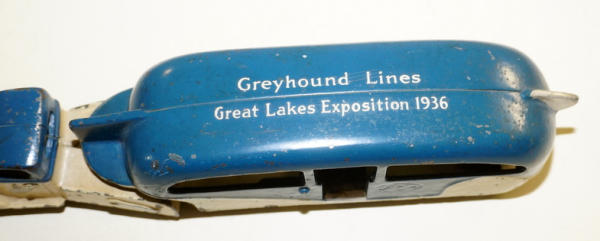 Greyhound Lines
Great Lakes Exposition 1936